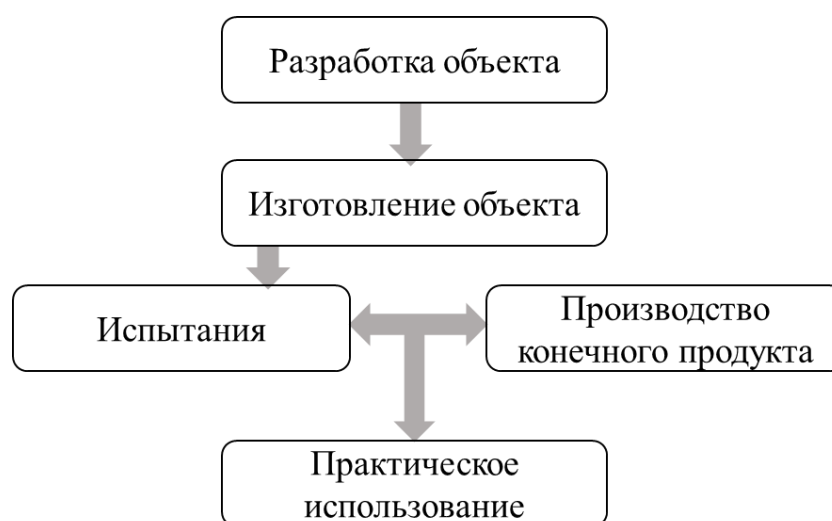 Разработка объекта
Изготовление объекта
Испытания
Производство
конечного продукта
Практическое
использование